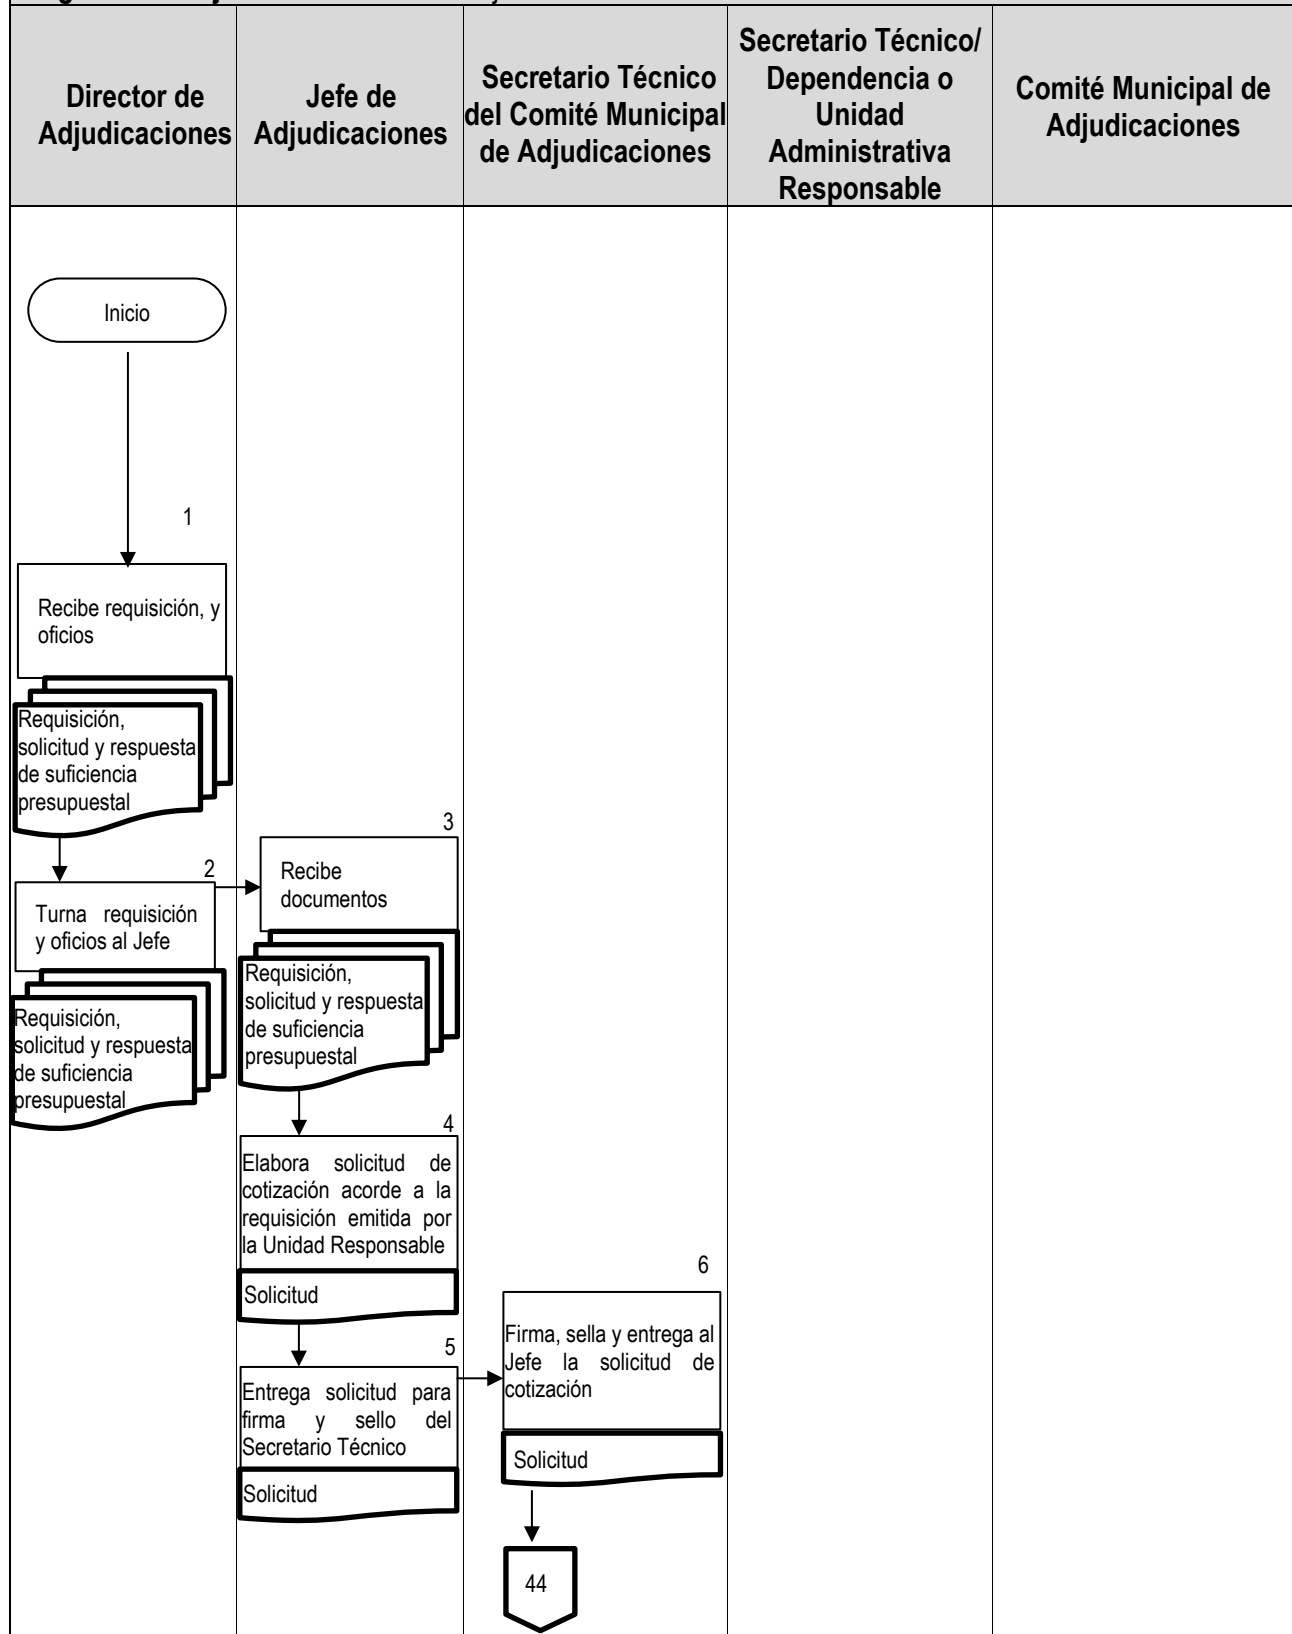 Director de
Adjudicaciones
Jefe de
Adjudicaciones
Secretario Técnico
del Comité Municipal
de Adjudicaciones
Secretario Técnico/
Dependencia o
Unidad
Administrativa
Responsable
Comité Municipal de
Adjudicaciones
Inicio
1
Recibe requisición, y
oficios
Requisición,
solicitud y respuesta
de suficiencia
presupuestal
2
Turna requisición
y oficios al Jefe
Requisición,
solicitud y respuesta
de suficiencia
presupuestal
3
Recibe
documentos
Requisición,
solicitud y respuesta
de suficiencia
presupuestal
4
Elabora solicitud de
cotización acorde a la
requisición emitida por
la Unidad Responsable
Solicitud
5
Entrega solicitud para
firma y sello del
Secretario Técnico
Solicitud
6
Firma, sella y entrega al
Jefe la solicitud de
cotización
Solicitud
44